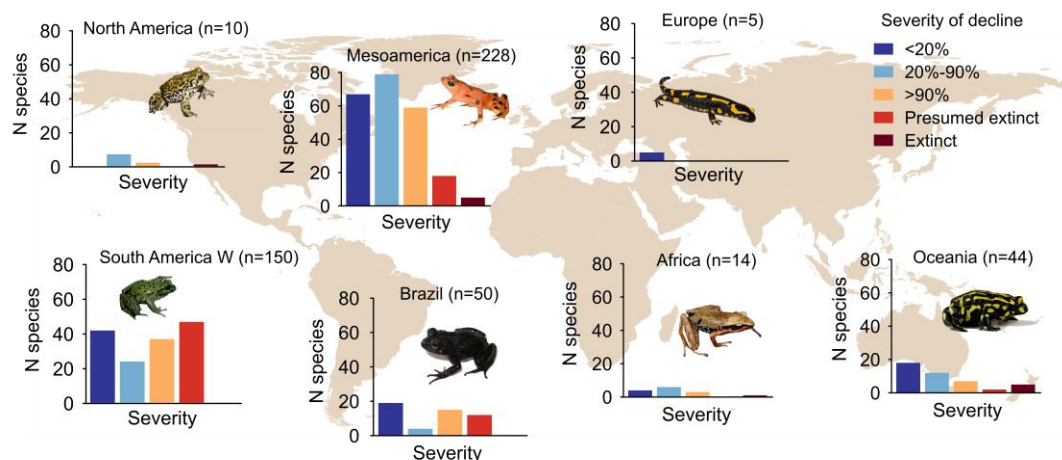 North America (n=10)
80
60
40
20
0
N species
Severity
Mesoamerica (n=228)
80
60
40
20
0
N species
Severity
Europe (n=5)
80
60
40
20
0
N species
Severity
Severity of decline
<20%
20%-90%
>90%
Presumed extinct
Extinct
South America W (n=150)
80
60
40
20
0
N species
Severity
Brazil (n=50)
60
40
20
0
N species
Severity
Africa (n=14)
80
60
40
20
0
N species
Severity
Oceania (n=44)
80
60
40
20
0
N species
Severity